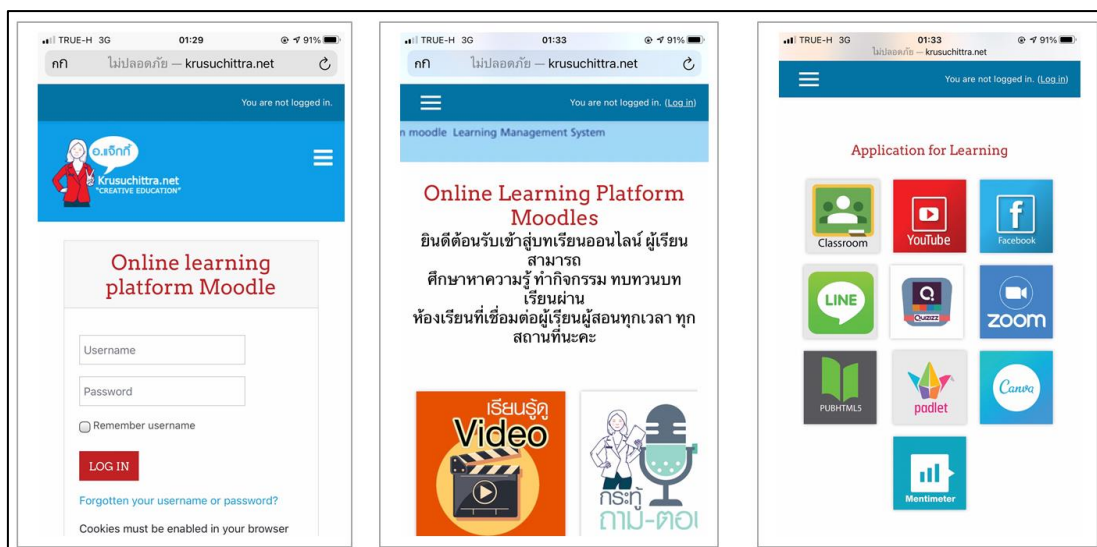 TRUE-H 3G 01:29 91%
กก ไม่ปลอดภัย — krusuchittra.net
You are not logged in.
อ.แจ๊กกี้
Krusuchittra.net
"CREATIVE EDUCATION"
Online learning
platform Moodle
Username
Password
Remember username
LOG IN
Forgotten your username or password?
Cookies must be enabled in your browser
TRUE-H 3G 01:33 91%
กก ไม่ปลอดภัย — krusuchittra.net
You are not logged in. (Log in)
n moodle Learning Management System
Online Learning Platform
Moodles
ยินดีต้อนรับเข้าสู่บทเรียนออนไลน์ ผู้เรียน
สามารถ
ศึกษาหาความรู้ ทำกิจกรรม ทบทวนบท
เรียนผ่าน
ห้องเรียนที่เชื่อมต่อผู้เรียนผู้สอนทุกเวลา ทุก
สถานที่นะคะ
เรียนรู้ดู
Video
กระทู้
ถาม-ตอบ
TRUE-H 3G 01:33 91%
ไม่ปลอดภัย — krusuchittra.net
You are not logged in. (Log in)
Application for Learning
Classroom
YouTube
Facebook
LINE
Quizizz
zoom
PUBHTML5
padlet
Canva
Mentimeter